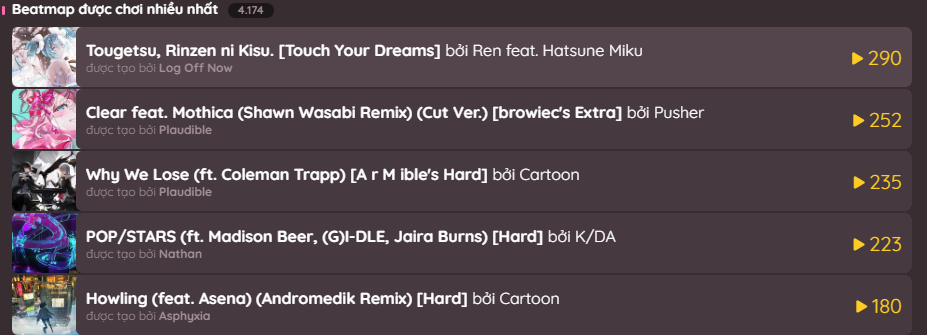 Beatmap được chơi nhiều nhất 4.174
Tougetsu, Rinzen ni Kisu. [Touch Your Dreams] bởi Ren feat. Hatsune Miku
được tạo bởi Log Off Now
290
Clear feat. Mothica (Shawn Wasabi Remix) (Cut Ver.) [browiec's Extra] bởi Pusher
được tạo bởi Plaudible
252
Why We Lose (ft. Coleman Trapp) [A r M ible's Hard] bởi Cartoon
được tạo bởi Plaudible
235
POP/STARS (ft. Madison Beer, (G)I-DLE, Jaira Burns) [Hard] bởi K/DA
được tạo bởi Nathan
223
Howling (feat. Asena) (Andromedik Remix) [Hard] bởi Cartoon
được tạo bởi Asphyxia
180